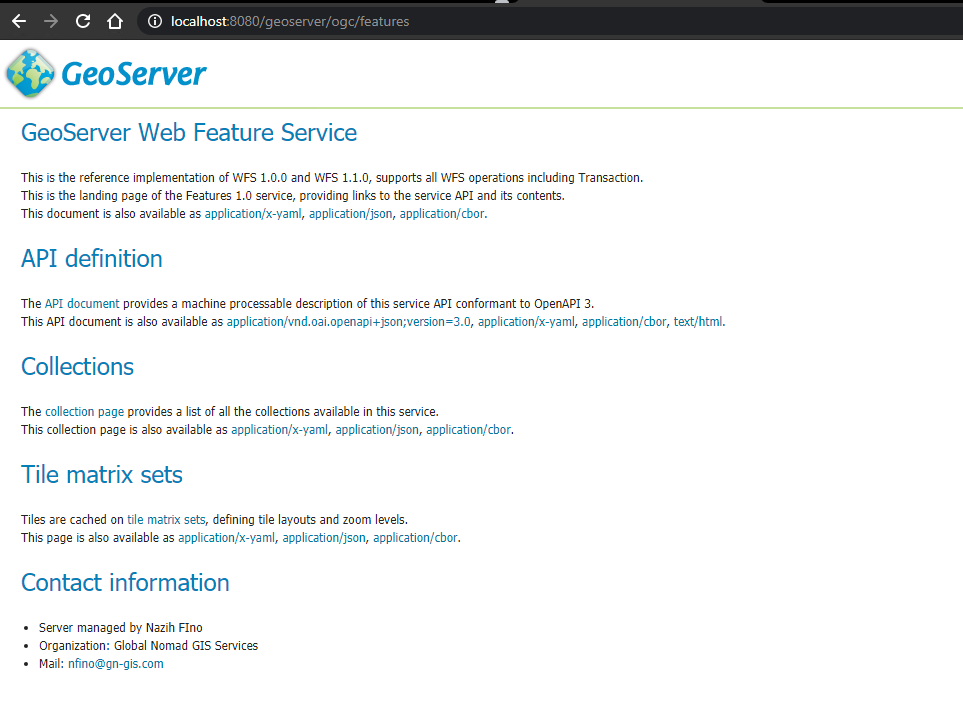 localhost:8080/geoserver/ogc/features
GeoServer
GeoServer Web Feature Service
This is the reference implementation of WFS 1.0.0 and WFS 1.1.0, supports all WFS operations including Transaction.
This is the landing page of the Features 1.0 service, providing links to the service API and its contents.
This document is also available as application/x-yaml, application/json, application/cbor.
API definition
The API document provides a machine processable description of this service API conformant to OpenAPI 3.
This API document is also available as application/vnd.oai.openapi+json;version=3.0, application/x-yaml, application/cbor, text/html.
Collections
The collection page provides a list of all the collections available in this service.
This collection page is also available as application/x-yaml, application/json, application/cbor.
Tile matrix sets
Tiles are cached on tile matrix sets, defining tile layouts and zoom levels.
This page is also available as application/x-yaml, application/json, application/cbor.
Contact information
• Server managed by Nazih FIno
• Organization: Global Nomad GIS Services
• Mail: nfino@gn-gis.com